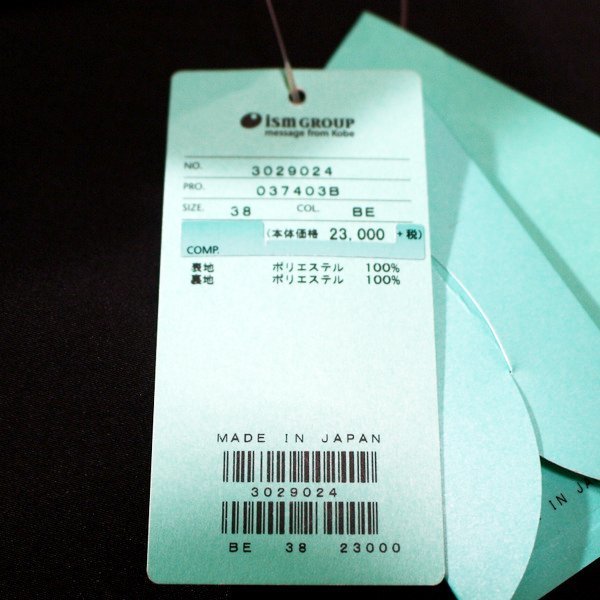 ism GROUP
message from Kobe
NO. 3029024
PRO. 037403B
SIZE. 38 COL. BE
(本体価格 23,000 +税)
COMP.
表地 ポリエステル 100%
裏地 ポリエステル 100%
MADE IN JAPAN
3029024
BE 38 23000
IN JA